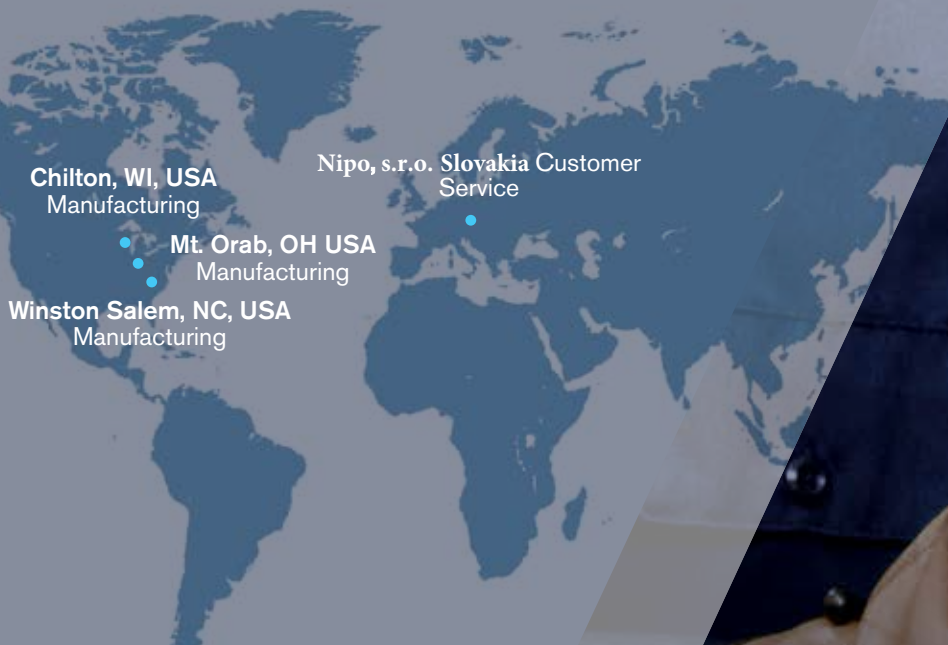 Chilton, WI, USA
Manufacturing
Nipo, s.r.o. Slovakia Customer
Service
Mt. Orab, OH USA
Manufacturing
Winston Salem, NC, USA
Manufacturing